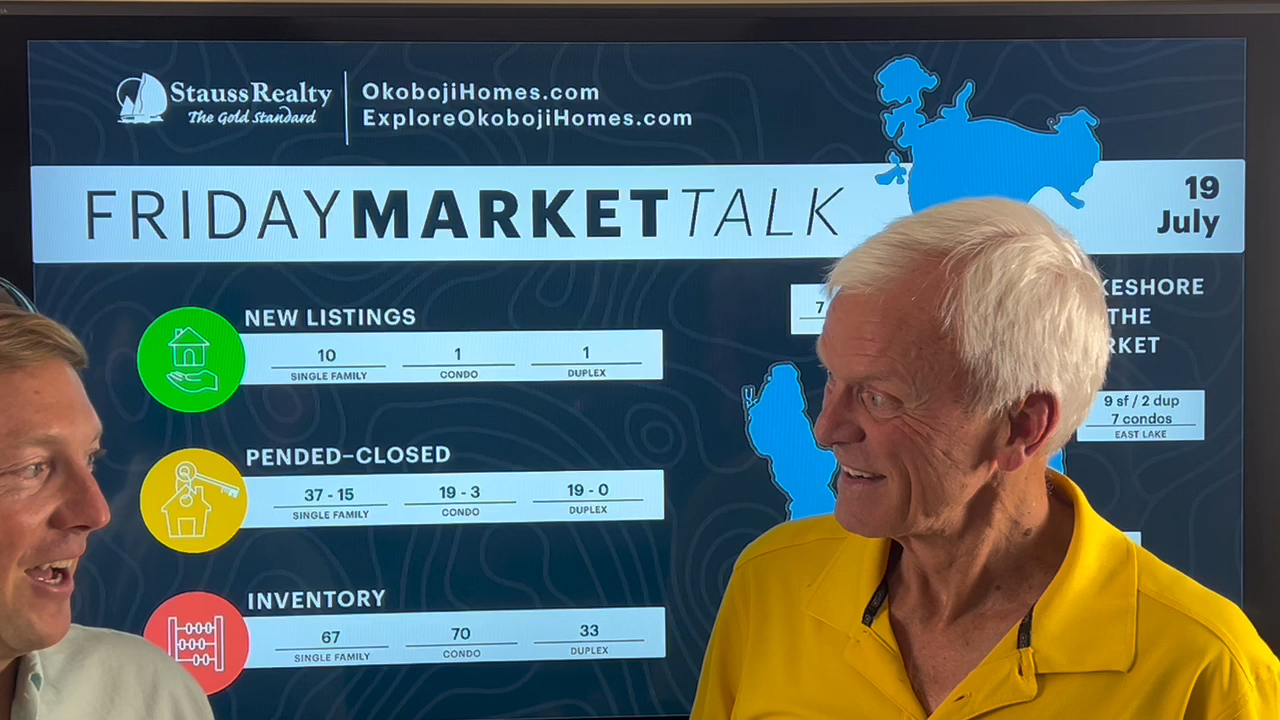 StaussRealty
The Gold Standard
OkobojiHomes.com
ExploreOkobojiHomes.com
FRIDAYMARKETTALK
19
July
NEW LISTINGS
10
1
1
SINGLE FAMILY
CONDO
DUPLEX
PENDED–CLOSED
37 - 15
19 - 3
19 - 0
SINGLE FAMILY
CONDO
DUPLEX
INVENTORY
67
70
33
SINGLE FAMILY
CONDO
DUPLEX
7
KESHORE
THE
RKET
9 sf / 2 dup
7 condos
EAST LAKE